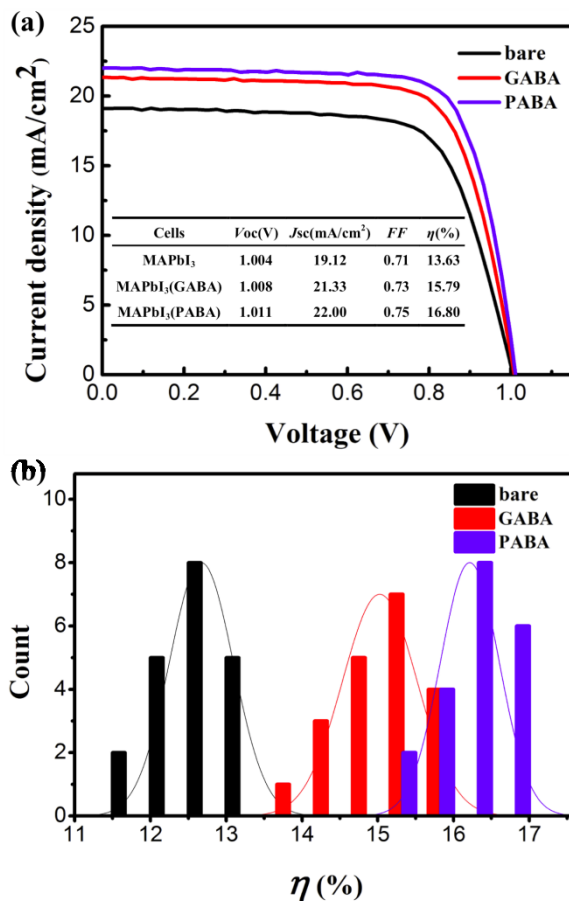 (a)
25
20
15
10
5
0
Current density (mA/cm²)
bare
GABA
PABA
Cells Voc(V) Jsc(mA/cm²) FF η(%)
MAPbI₃ 1.004 19.12 0.71 13.63
MAPbI₃(GABA) 1.008 21.33 0.73 15.79
MAPbI₃(PABA) 1.011 22.00 0.75 16.80
0.0 0.2 0.4 0.6 0.8 1.0
Voltage (V)
(b)
10
8
6
4
2
0
Count
bare
GABA
PABA
11 12 13 14 15 16 17
η (%)